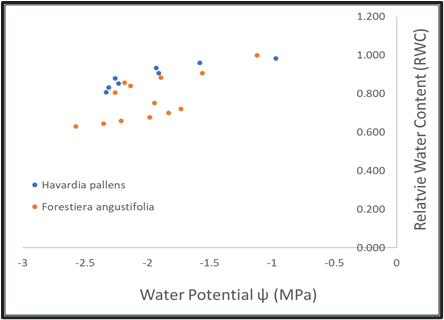 1.200
1.000
0.800
0.600
0.400
0.200
0.000
Relatvie Water Content (RWC)
Havardia pallens
Forestiera angustifolia
-3 -2.5 -2 -1.5 -1 -0.5 0
Water Potential ψ (MPa)